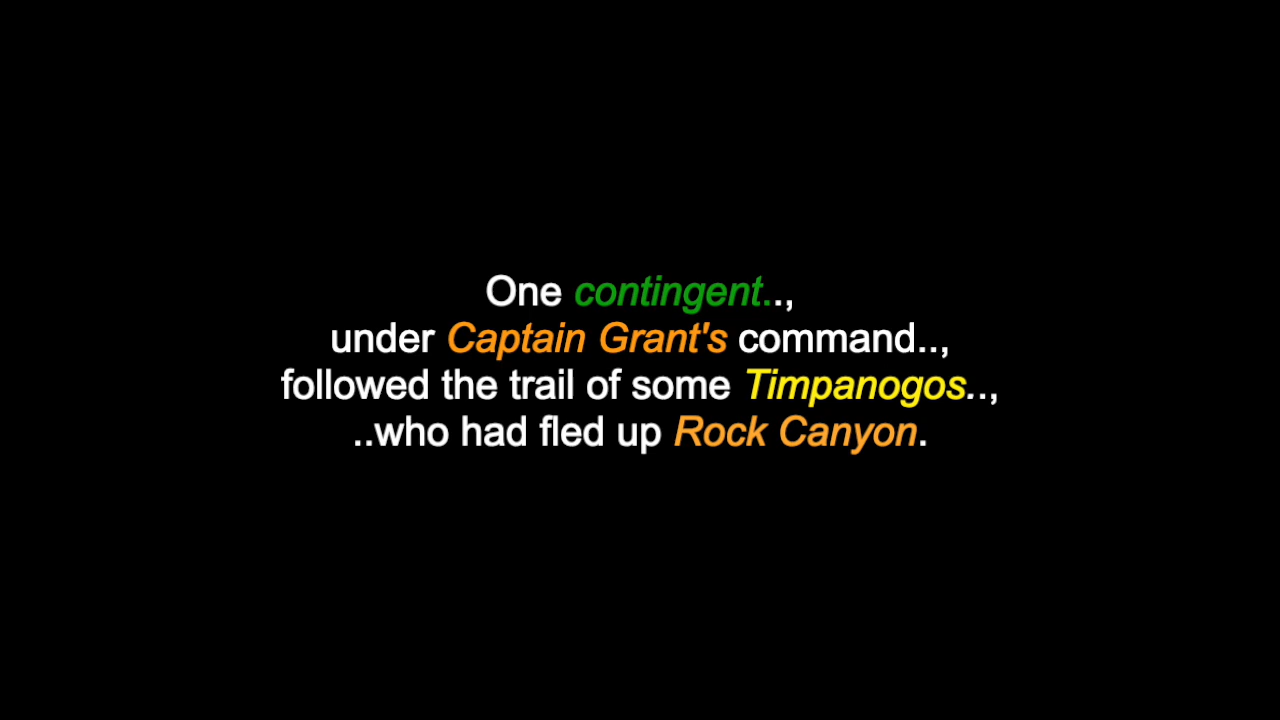 One contingent..,
under Captain Grant's command..,
followed the trail of some Timpanogos..,
..who had fled up Rock Canyon.